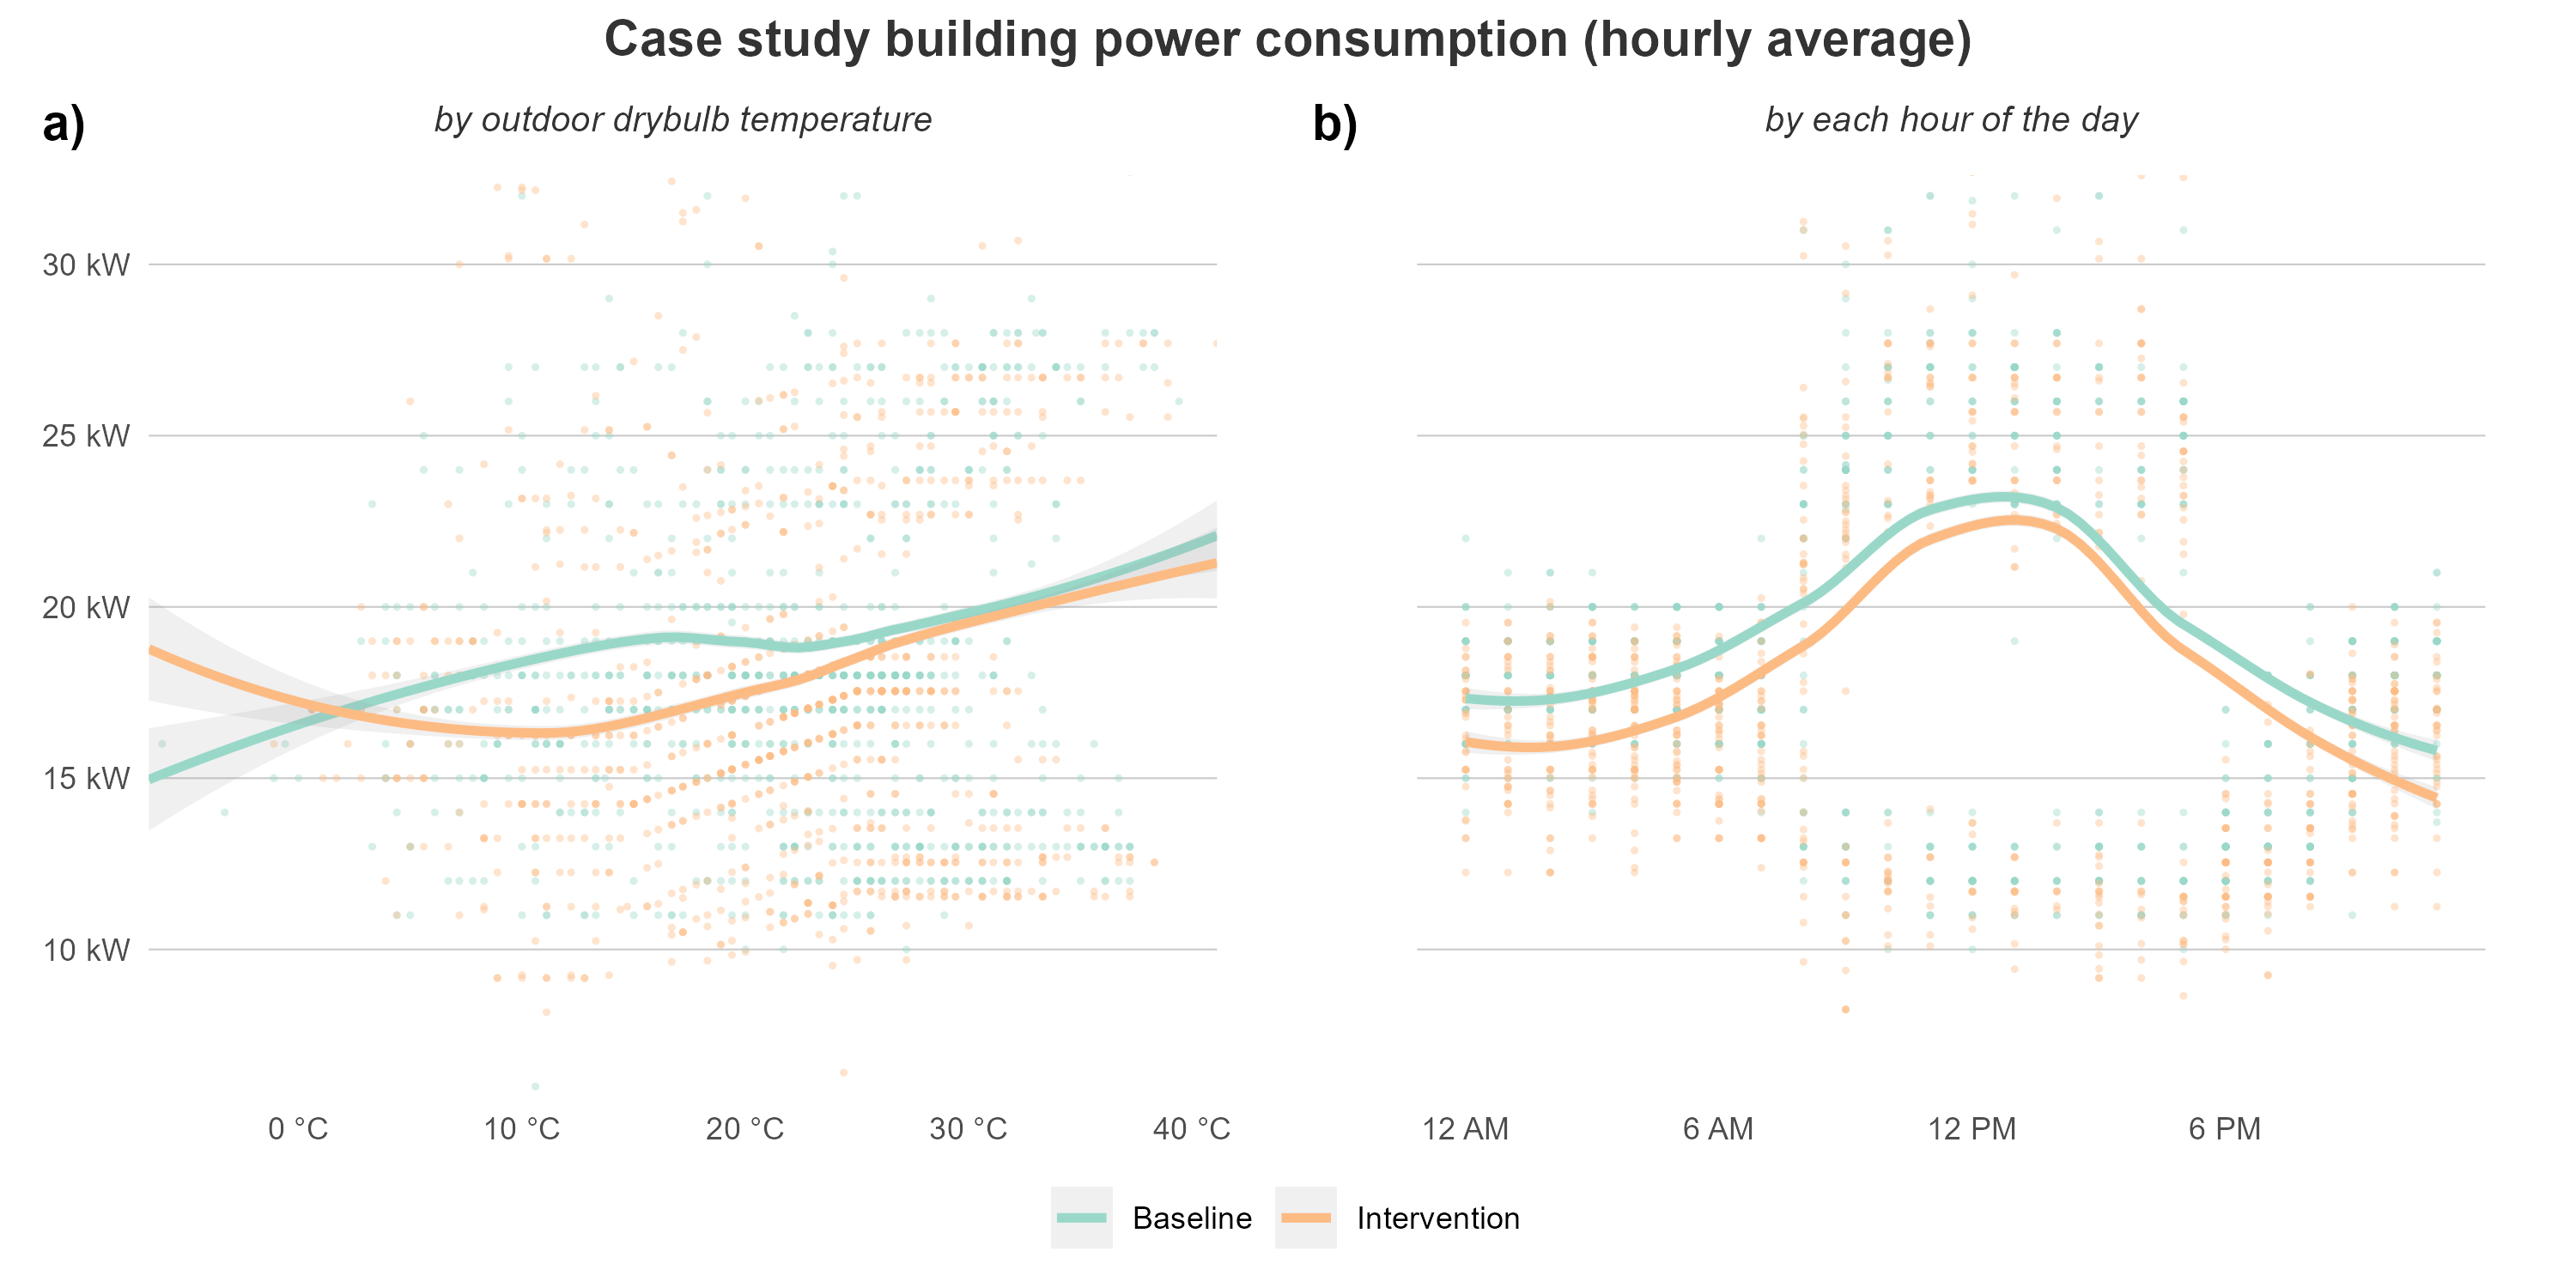 Case study building power consumption (hourly average)
a)
by outdoor drybulb temperature
30 kW
25 kW
20 kW
15 kW
10 kW
0 °C
10 °C
20 °C
30 °C
40 °C
b)
by each hour of the day
12 AM
6 AM
12 PM
6 PM
Baseline
Intervention